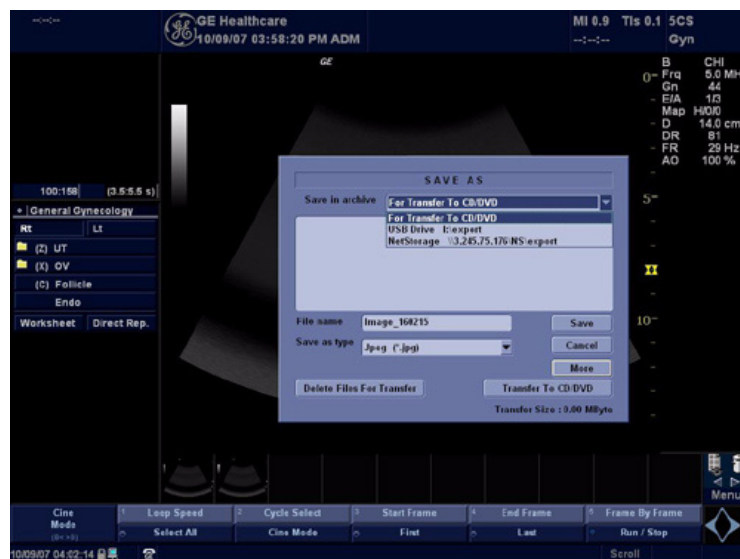 --:--:--
GE Healthcare
10/09/07 03:58:20 PM ADM
MI 0.9 TIs 0.1 5CS
--:--:-- Gyn
GE
B CHI
Frq 5.0 MH
Gn 44
E/A 1/3
Map H/0/0
D 14.0 cm
DR 81
FR 29 Hz
AO 100 %
0-
5-
10-
100:158 (3.5:5.5 s)
+ General Gynecology
Rt Lt
(Z) UT
(X) OV
(C) Follicle
Endo
Worksheet Direct Rep.
SAVE AS
Save in archive For Transfer To CD/DVD
For Transfer To CD/DVD
USB Drive I:\export
NetStorage \\3.245.75.176\NS\export
File name Image_160215 Save
Save as type Jpeg (*.jpg) Cancel
More
Delete Files For Transfer Transfer To CD/DVD
Transfer Size : 0.00 MByte
Menu
Cine Mode
1 Loop Speed 2 Cycle Select 3 Start Frame 4 End Frame 5 Frame By Frame
Select All Cine Mode First Last Run / Stop
10/09/07 04:02:14 Scroll